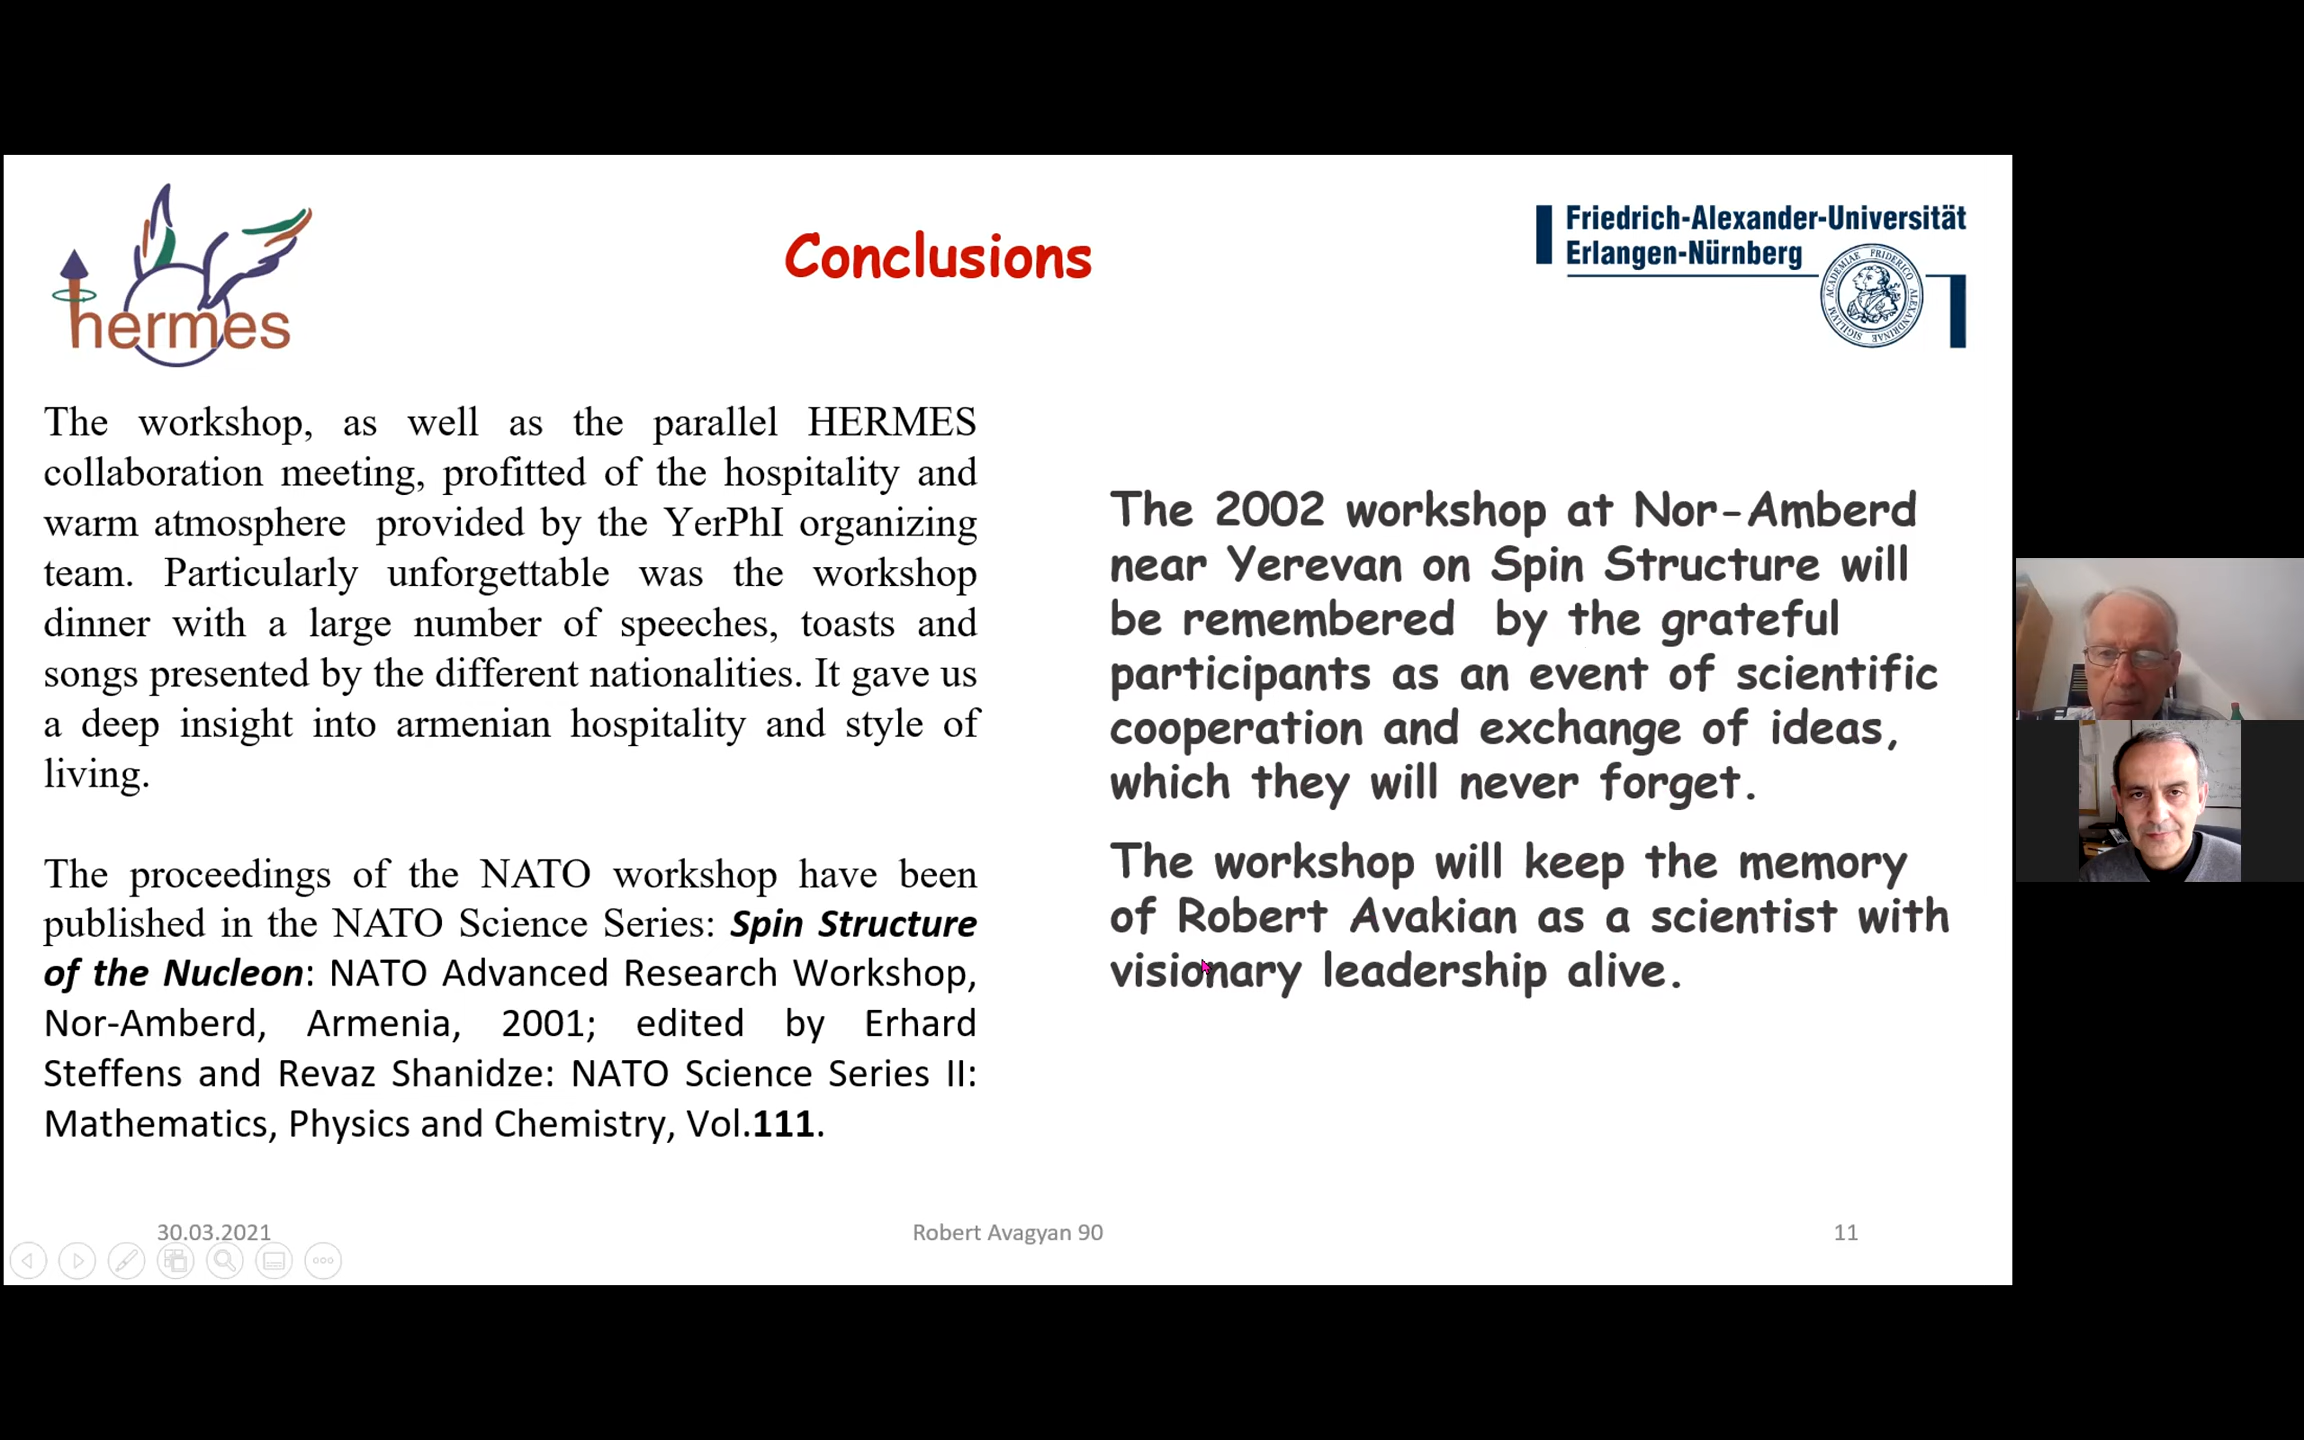 hermes
Conclusions
Friedrich-Alexander-Universität
Erlangen-Nürnberg
The workshop, as well as the parallel HERMES
collaboration meeting, profitted of the hospitality and
warm atmosphere provided by the YerPhI organizing
team. Particularly unforgettable was the workshop
dinner with a large number of speeches, toasts and
songs presented by the different nationalities. It gave us
a deep insight into armenian hospitality and style of
living.
The proceedings of the NATO workshop have been
published in the NATO Science Series: Spin Structure
of the Nucleon: NATO Advanced Research Workshop,
Nor-Amberd, Armenia, 2001; edited by Erhard
Steffens and Revaz Shanidze: NATO Science Series II:
Mathematics, Physics and Chemistry, Vol.111.
The 2002 workshop at Nor-Amberd
near Yerevan on Spin Structure will
be remembered by the grateful
participants as an event of scientific
cooperation and exchange of ideas,
which they will never forget.
The workshop will keep the memory
of Robert Avakian as a scientist with
visionary leadership alive.
30.03.2021
Robert Avagyan 90
11